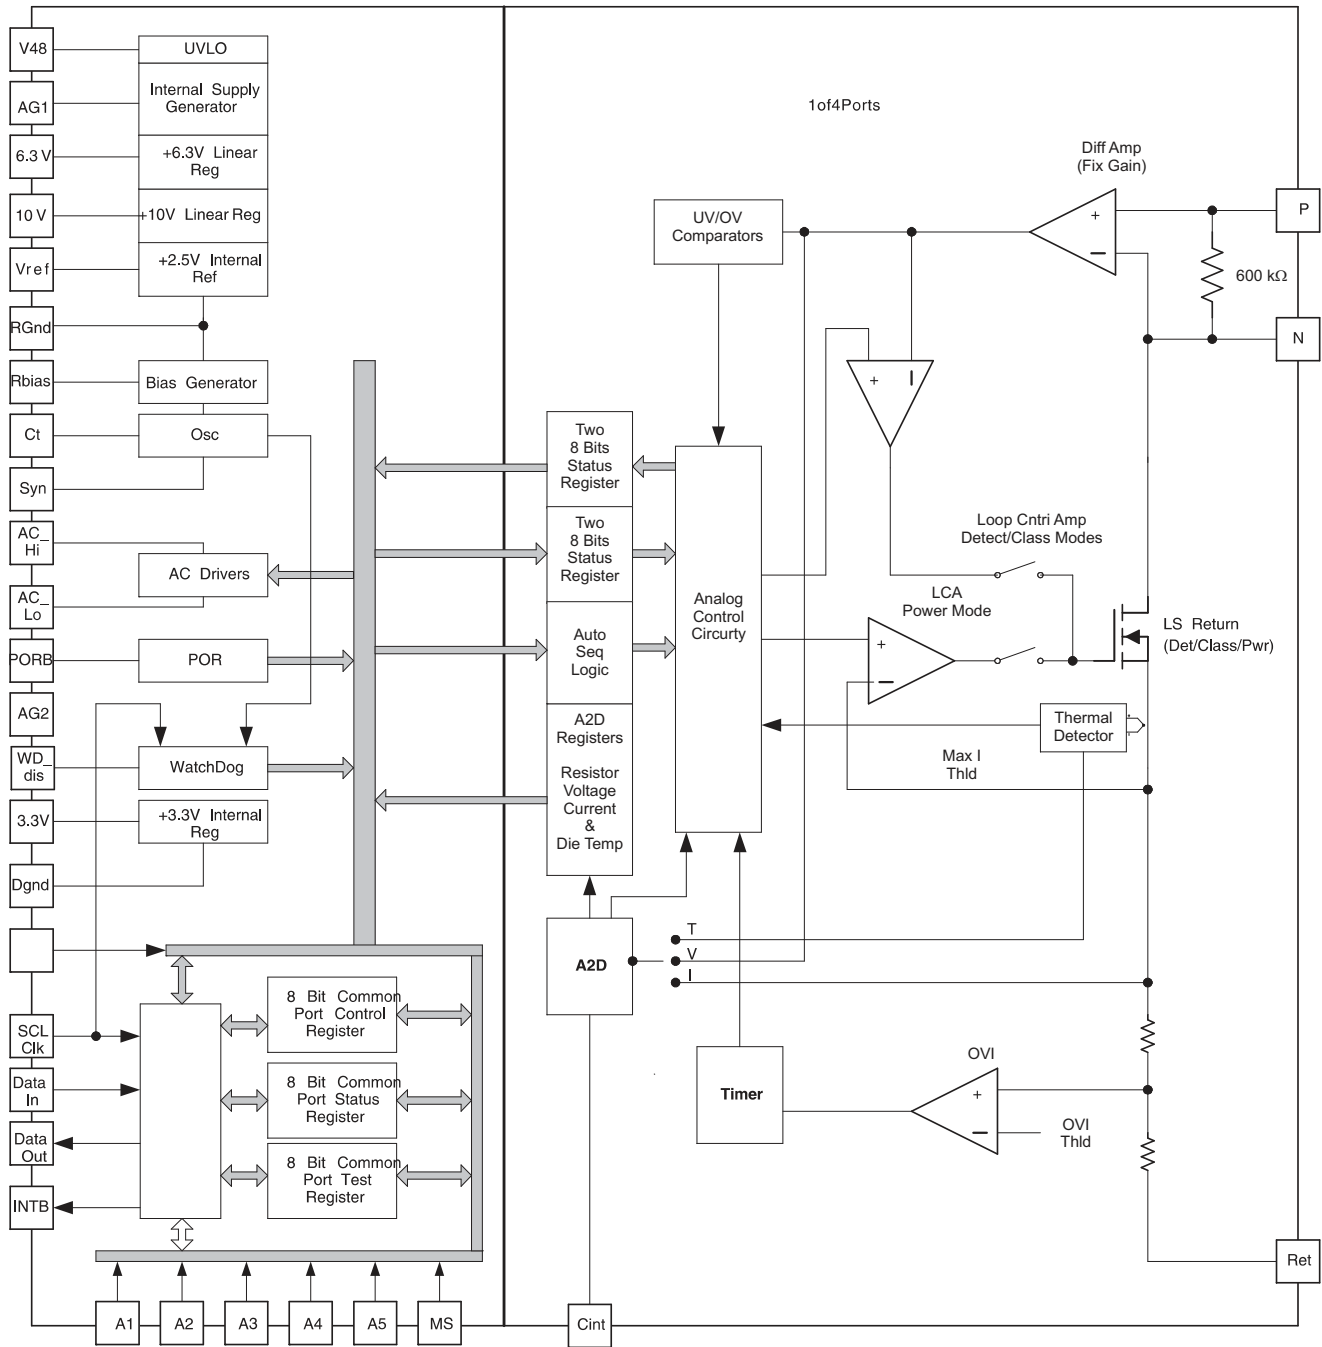 V48
UVLO
AG1
Internal Supply
Generator
6.3 V
+6.3V Linear
Reg
10 V
+10V Linear Reg
Vref
+2.5V Internal
Ref
RGnd
Rbias
Bias Generator
Ct
Osc
Syn
AC_
Hi
AC Drivers
AC_
Lo
PORB
POR
AG2
WD_
dis
WatchDog
3.3V
+3.3V Internal
Reg
Dgnd
SCL
Clk
Data
In
Data
Out
INTB
8 Bit Common
Port Control
Register
8 Bit Common
Port Status
Register
8 Bit Common
Port Test
Register
A1
A2
A3
A4
A5
MS
1of4Ports
Diff Amp
(Fix Gain)
+
−
P
600 kΩ
N
UV/OV
Comparators
+
−
Two
8 Bits
Status
Register
Two
8 Bits
Status
Register
Auto
Seq
Logic
A2D
Registers
Resistor
Voltage
Current
&
Die Temp
Analog
Control
Circurty
Loop Cntri Amp
Detect/Class Modes
LCA
Power Mode
+
−
LS Return
(Det/Class/Pwr)
Thermal
Detector
Max I
Thld
A2D
T
V
I
Timer
OVI
+
−
OVI
Thld
Ret
Cint